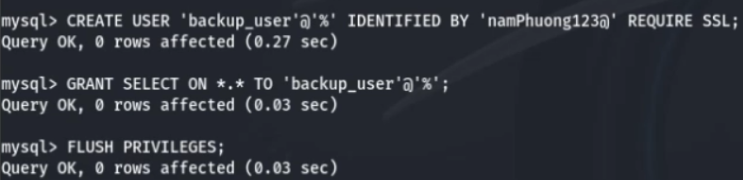 mysql> CREATE USER 'backup_user'@'%' IDENTIFIED BY 'namPhuong123@' REQUIRE SSL;
Query OK, 0 rows affected (0.27 sec)
mysql> GRANT SELECT ON *.* TO 'backup_user'@'%';
Query OK, 0 rows affected (0.03 sec)
mysql> FLUSH PRIVILEGES;
Query OK, 0 rows affected (0.03 sec)